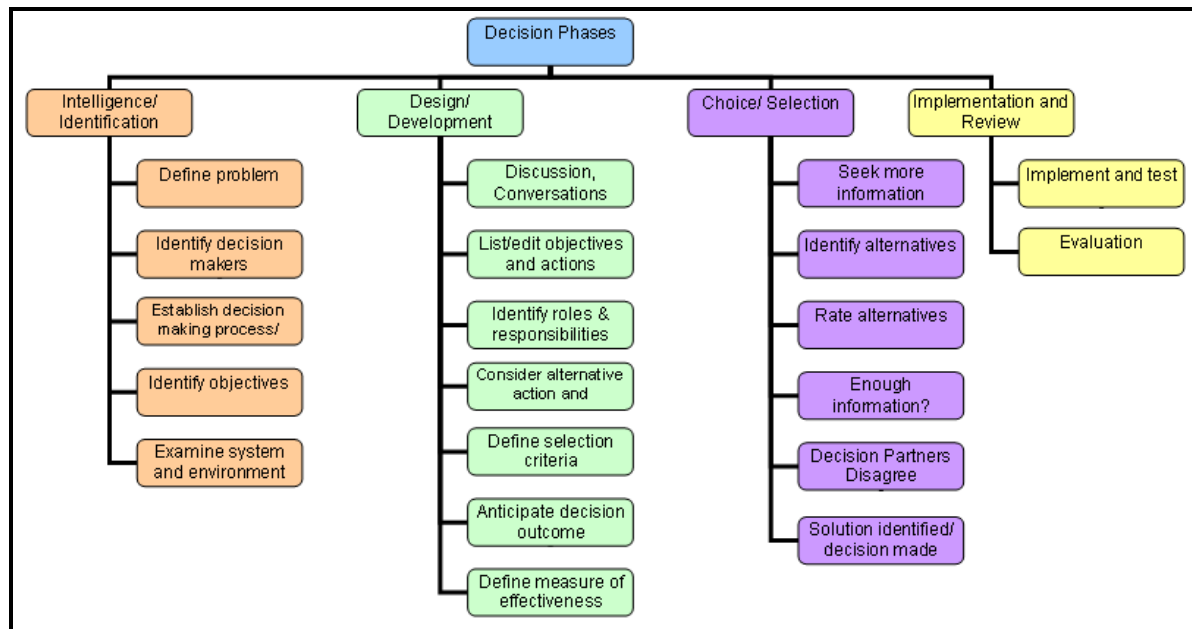 Decision Phases
Intelligence/
Identification
Define problem
Identify decision
makers
Establish decision
making process/
Identify objectives
Examine system
and environment
Design/
Development
Discussion,
Conversations
List/edit objectives
and actions
Identify roles &
responsibilities
Consider alternative
action and
Define selection
criteria
Anticipate decision
outcome
Define measure of
effectiveness
Choice/ Selection
Seek more
information
Identify alternatives
Rate alternatives
Enough
information?
Decision Partners
Disagree
Solution identified/
decision made
Implementation and
Review
Implement and test
Evaluation